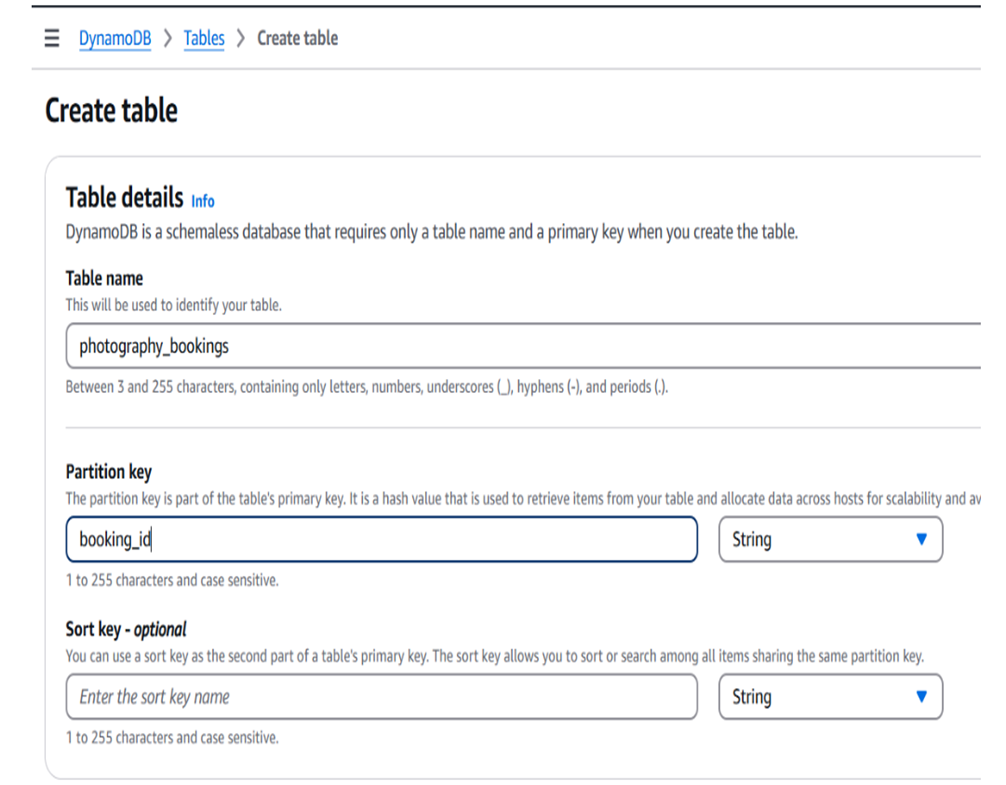 DynamoDB > Tables > Create table
Create table
Table details Info
DynamoDB is a schemaless database that requires only a table name and a primary key when you create the table.
Table name
This will be used to identify your table.
photography_bookings
Between 3 and 255 characters, containing only letters, numbers, underscores (_), hyphens (-), and periods (.).
Partition key
The partition key is part of the table's primary key. It is a hash value that is used to retrieve items from your table and allocate data across hosts for scalability and
booking_id
String
1 to 255 characters and case sensitive.
Sort key - optional
You can use a sort key as the second part of a table's primary key. The sort key allows you to sort or search among all items sharing the same partition key.
Enter the sort key name
String
1 to 255 characters and case sensitive.